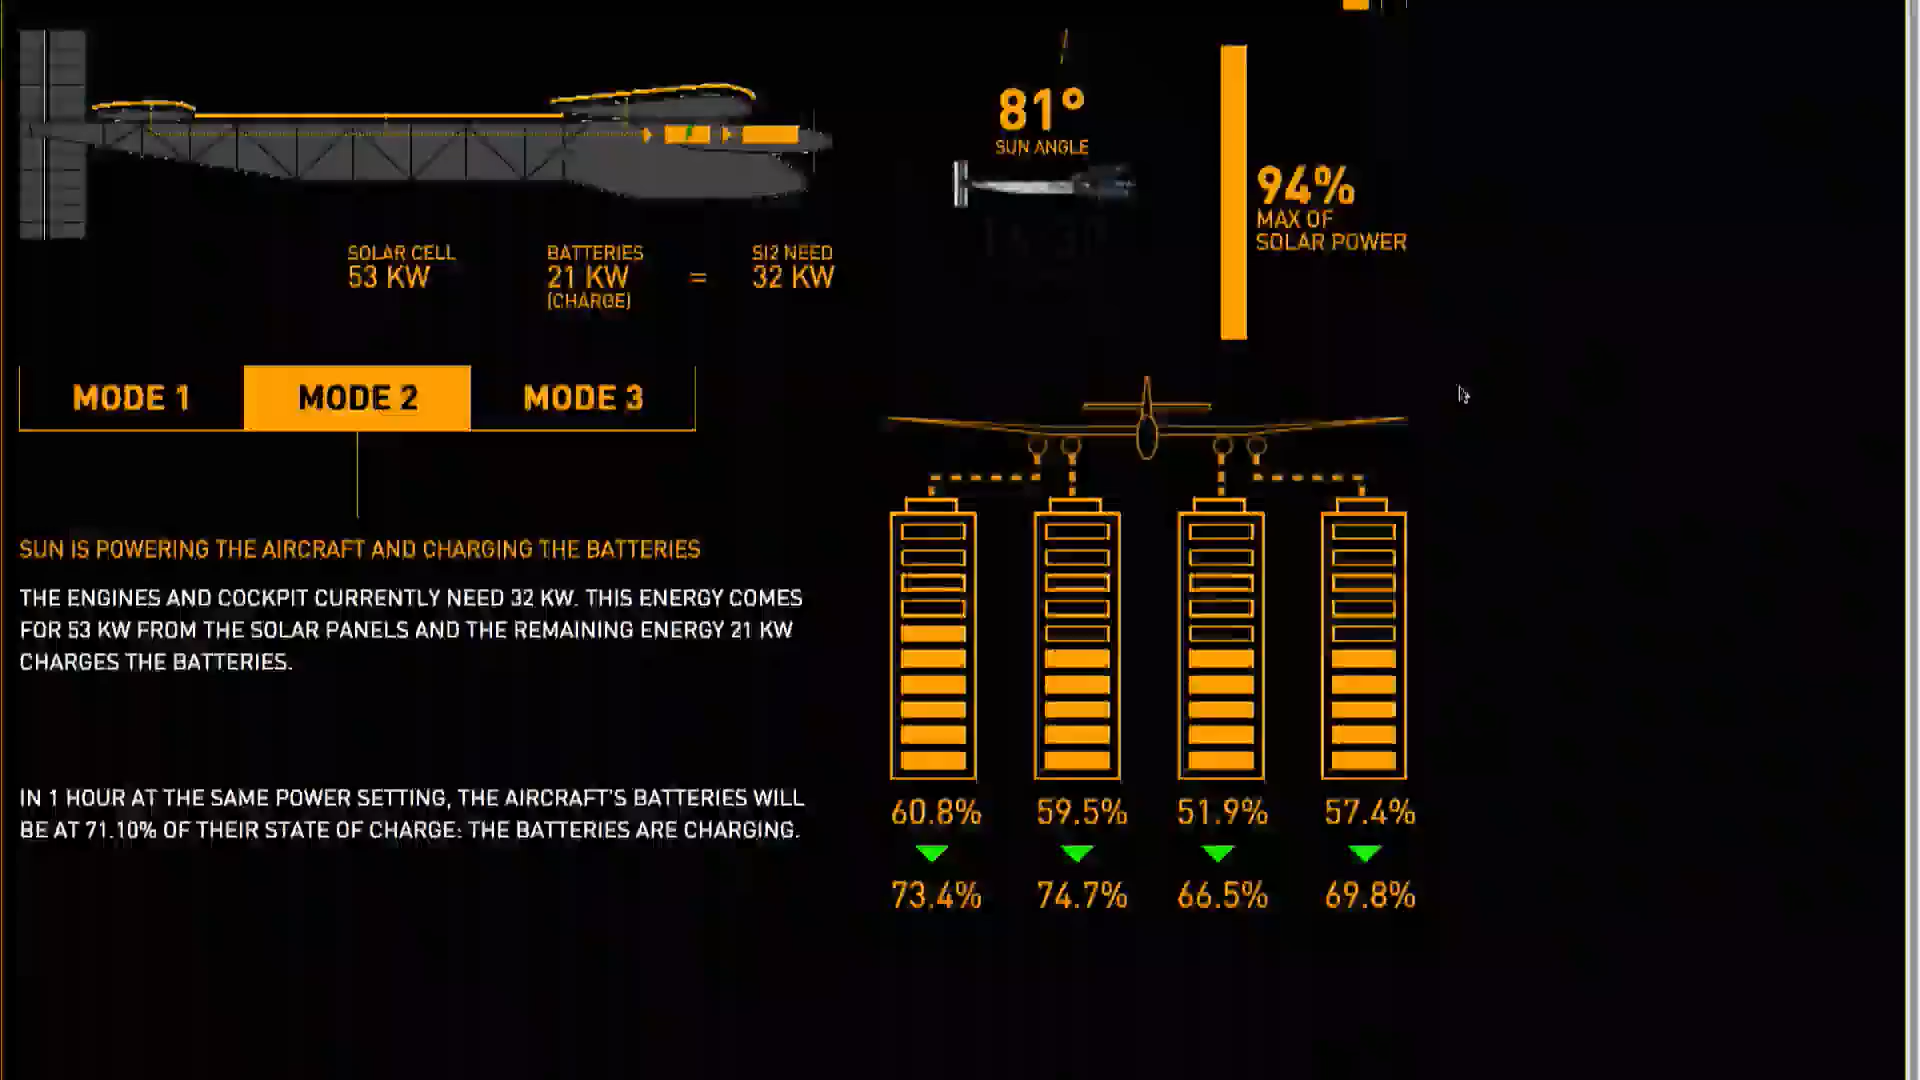 81°
SUN ANGLE
94%
MAX OF
SOLAR POWER
SOLAR CELL
53 KW
BATTERIES
21 KW
(CHARGE)
=
SI2 NEED
32 KW
MODE 1
MODE 2
MODE 3
SUN IS POWERING THE AIRCRAFT AND CHARGING THE BATTERIES
THE ENGINES AND COCKPIT CURRENTLY NEED 32 KW. THIS ENERGY COMES
FOR 53 KW FROM THE SOLAR PANELS AND THE REMAINING ENERGY 21 KW
CHARGES THE BATTERIES.
IN 1 HOUR AT THE SAME POWER SETTING, THE AIRCRAFT'S BATTERIES WILL
BE AT 71.10% OF THEIR STATE OF CHARGE: THE BATTERIES ARE CHARGING.
60.8% 59.5% 51.9% 57.4%
73.4% 74.7% 66.5% 69.8%